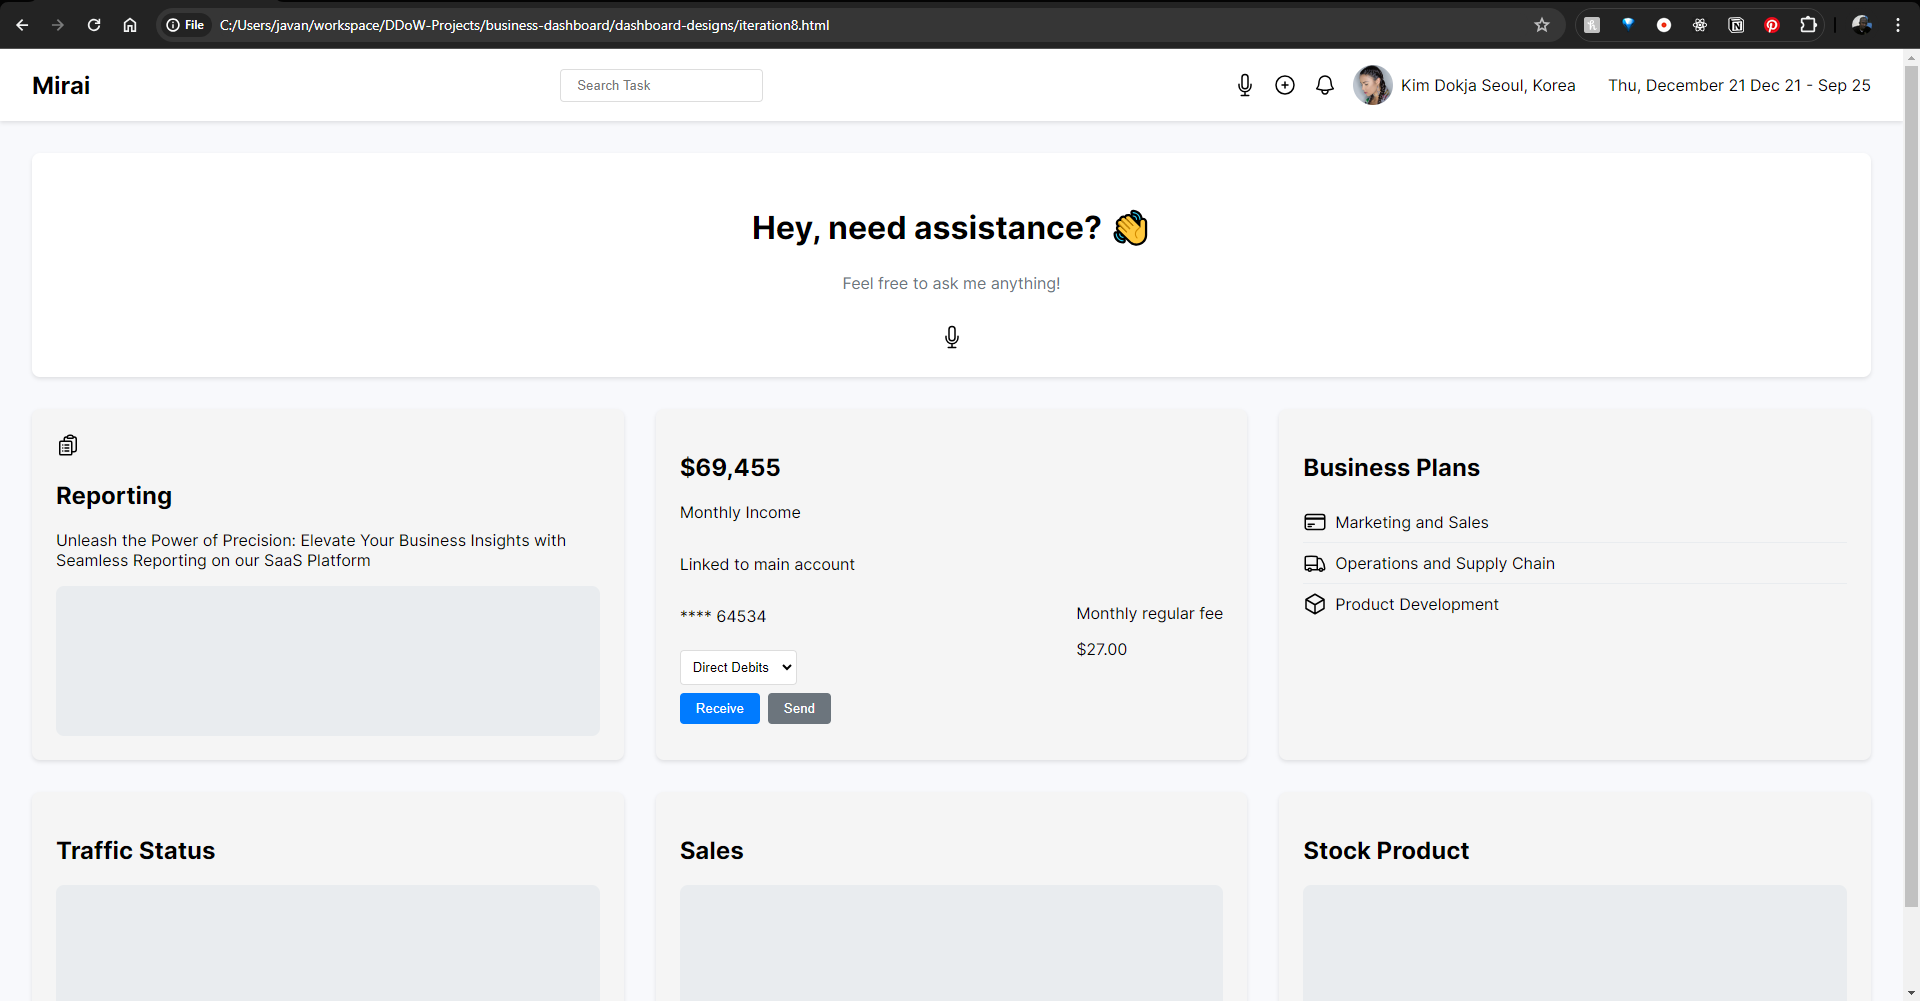 File C:/Users/javan/workspace/DDoW-Projects/business-dashboard/dashboard-designs/iteration8.html
Mirai
Search Task
Kim Dokja Seoul, Korea
Thu, December 21 Dec 21 - Sep 25
Hey, need assistance? 👋
Feel free to ask me anything!
Reporting
Unleash the Power of Precision: Elevate Your Business Insights with
Seamless Reporting on our SaaS Platform
$69,455
Monthly Income
Linked to main account
**** 64534
Direct Debits
Receive
Send
Monthly regular fee
$27.00
Business Plans
Marketing and Sales
Operations and Supply Chain
Product Development
Traffic Status
Sales
Stock Product